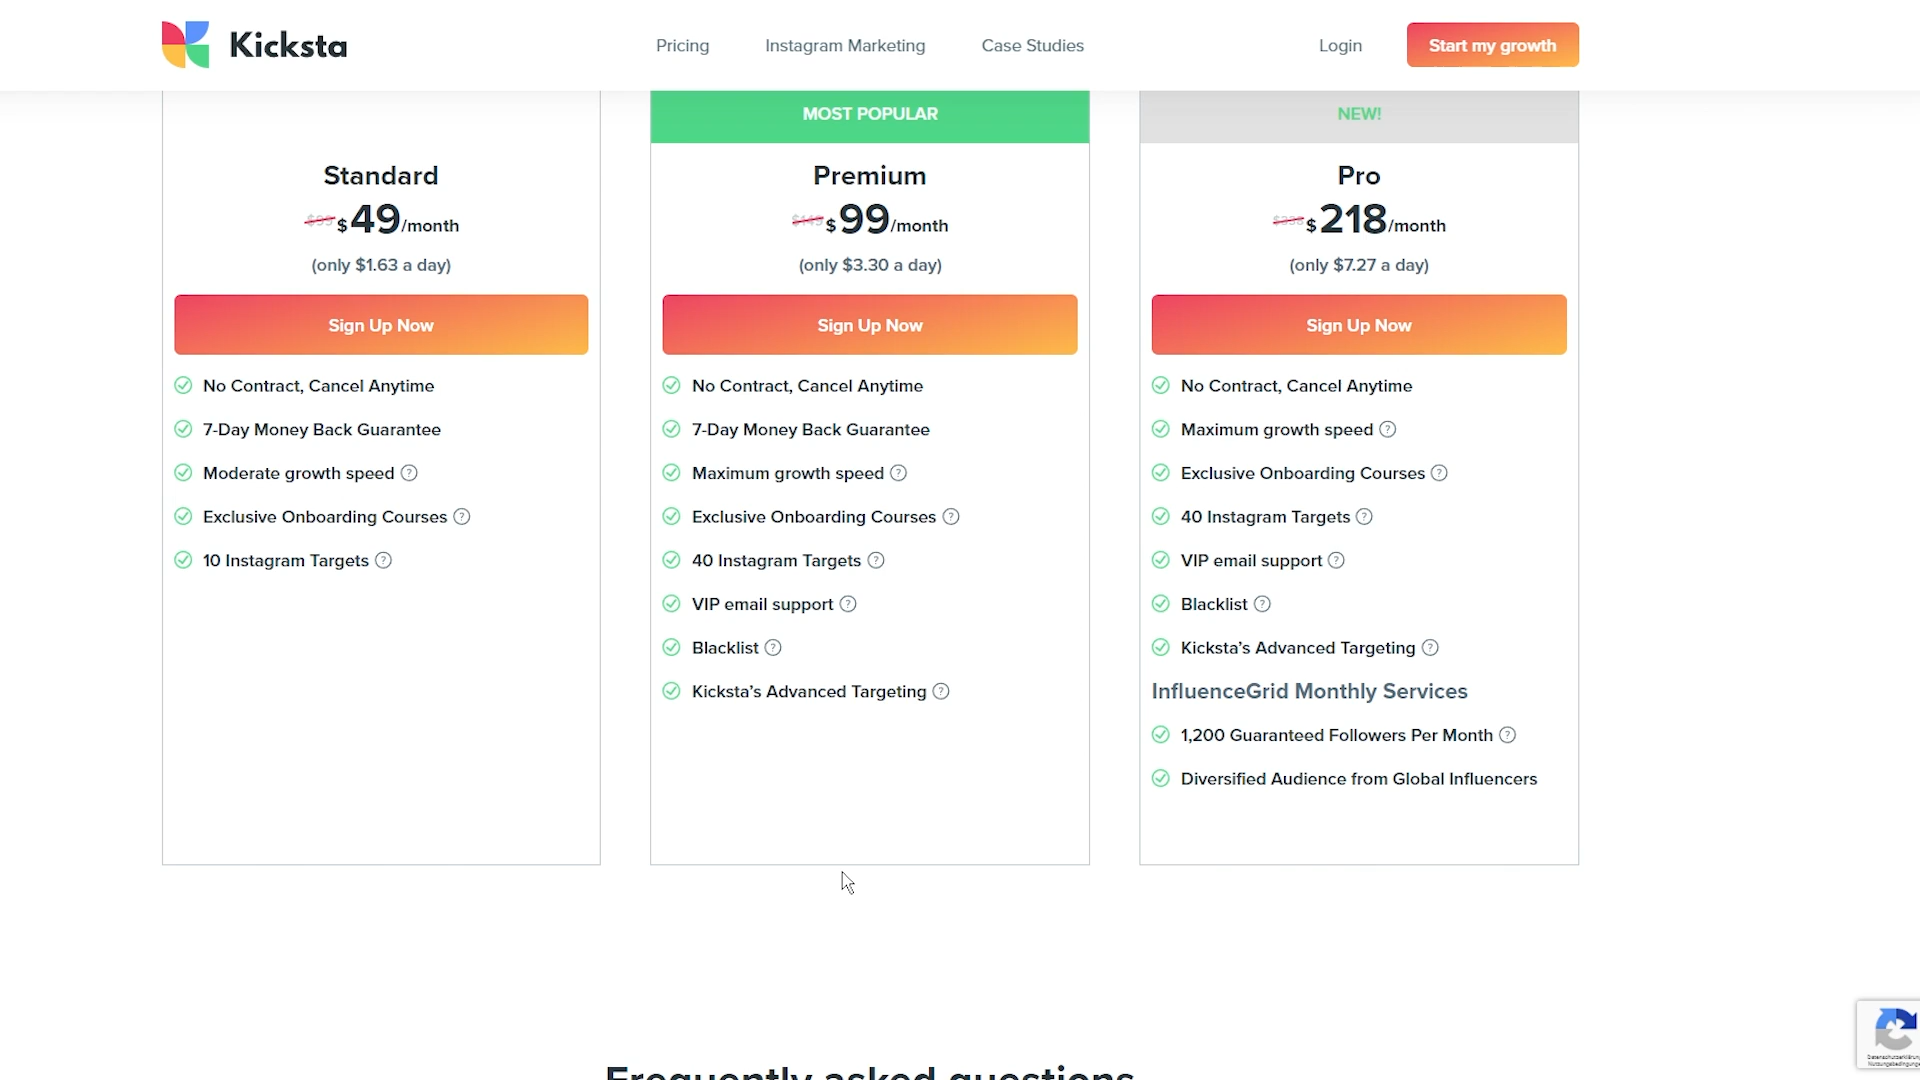 Kicksta
Pricing
Instagram Marketing
Case Studies
Login
Start my growth
Standard
$49/month
(only $1.63 a day)
Sign Up Now
No Contract, Cancel Anytime
7-Day Money Back Guarantee
Moderate growth speed ?
Exclusive Onboarding Courses ?
10 Instagram Targets ?
MOST POPULAR
Premium
$149 $99/month
(only $3.30 a day)
Sign Up Now
No Contract, Cancel Anytime
7-Day Money Back Guarantee
Maximum growth speed ?
Exclusive Onboarding Courses ?
40 Instagram Targets ?
VIP email support ?
Blacklist ?
Kicksta's Advanced Targeting ?
NEW!
Pro
$218/month
(only $7.27 a day)
Sign Up Now
No Contract, Cancel Anytime
Maximum growth speed ?
Exclusive Onboarding Courses ?
40 Instagram Targets ?
VIP email support ?
Blacklist ?
Kicksta's Advanced Targeting ?
InfluenceGrid Monthly Services
1,200 Guaranteed Followers Per Month ?
Diversified Audience from Global Influencers
Frequently asked questions